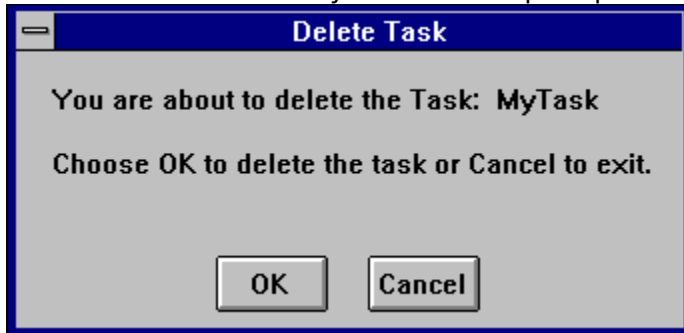 Delete Task
You are about to delete the Task: MyTask
Choose OK to delete the task or Cancel to exit.
OK Cancel